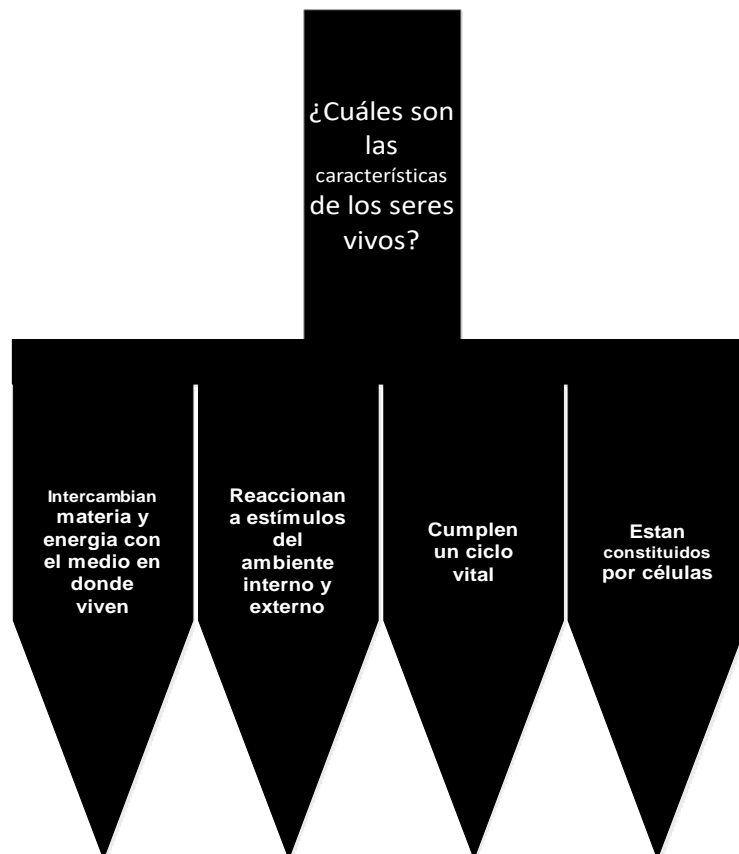 ¿Cuáles son
las
características
de los seres
vivos?
Intercambian
materia y
energia con
el medio en
donde
viven
Reaccionan
a estímulos
del
ambiente
interno y
externo
Cumplen
un ciclo
vital
Estan
constituidos
por células